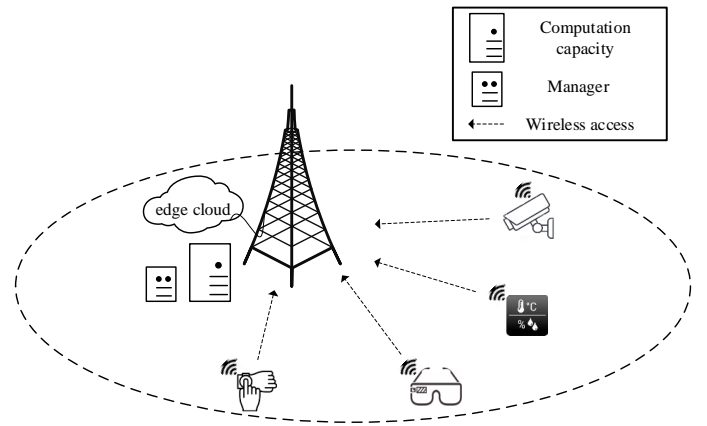 Computation
capacity
Manager
Wireless access
edge cloud
°C
%